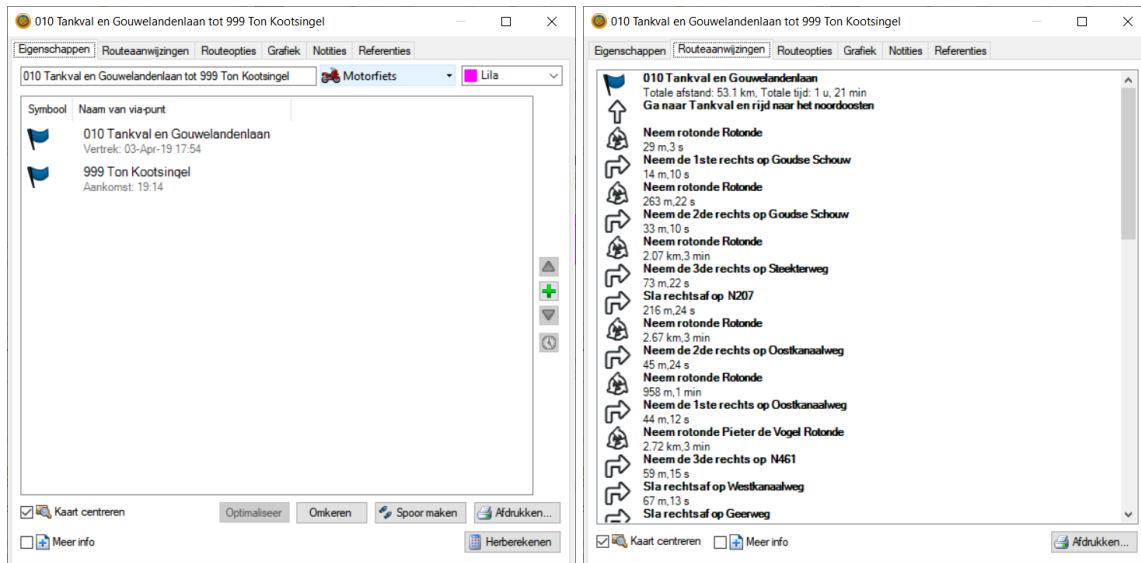 010 Tankval en Gouwelandenlaan tot 999 Ton Kootsingel
Eigenschappen Routeaanwijzingen Routeopties Grafiek Notities Referenties
010 Tankval en Gouwelandenlaan tot 999 Ton Kootsingel Motorfiets Lila
Symbool Naam van via-punt
010 Tankval en Gouwelandenlaan
Vertrek: 03-Apr-19 17:54
999 Ton Kootsingel
Aankomst: 19:14
Kaart centreren Optimaliseer Omkeren Spoor maken Afdrukken...
Meer info Herberekenen
010 Tankval en Gouwelandenlaan tot 999 Ton Kootsingel
Eigenschappen Routeaanwijzingen Routeopties Grafiek Notities Referenties
010 Tankval en Gouwelandenlaan
Totale afstand: 53.1 km, Totale tijd: 1 u, 21 min
Ga naar Tankval en rijd naar het noordoosten
Neem rotonde Rotonde
29 m,3 s
Neem de 1ste rechts op Goudse Schouw
14 m,10 s
Neem rotonde Rotonde
263 m,22 s
Neem de 2de rechts op Goudse Schouw
33 m,10 s
Neem rotonde Rotonde
2.07 km,3 min
Neem de 3de rechts op Steekterweg
73 m,22 s
Sla rechtsaf op N207
216 m,24 s
Neem rotonde Rotonde
2.67 km,3 min
Neem de 2de rechts op Oostkanaalweg
45 m,24 s
Neem rotonde Rotonde
958 m,1 min
Neem de 1ste rechts op Oostkanaalweg
44 m,12 s
Neem rotonde Pieter de Vogel Rotonde
2.72 km,3 min
Neem de 3de rechts op N461
59 m,15 s
Sla rechtsaf op Westkanaalweg
67 m,13 s
Sla rechtsaf op Geerweg
Kaart centreren Meer info Afdrukken...